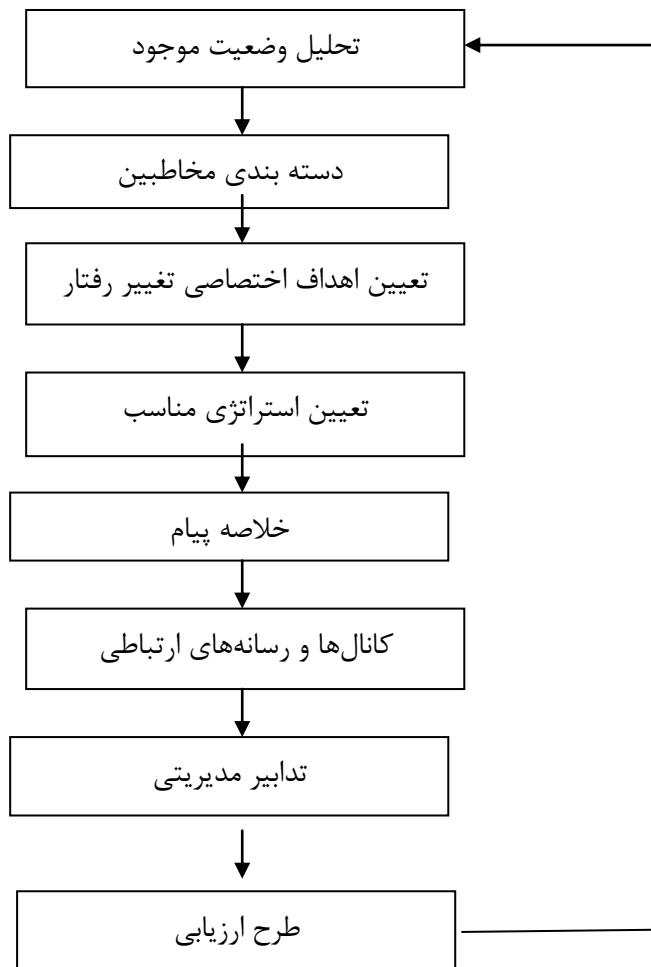 تحلیل وضعیت موجود
دسته بندی مخاطبین
تعیین اهداف اختصاصی تغییر رفتار
تعیین استراتژی مناسب
خلاصه پیام
کانال‌ها و رسانه‌های ارتباطی
تدابیر مدیریتی
طرح ارزیابی